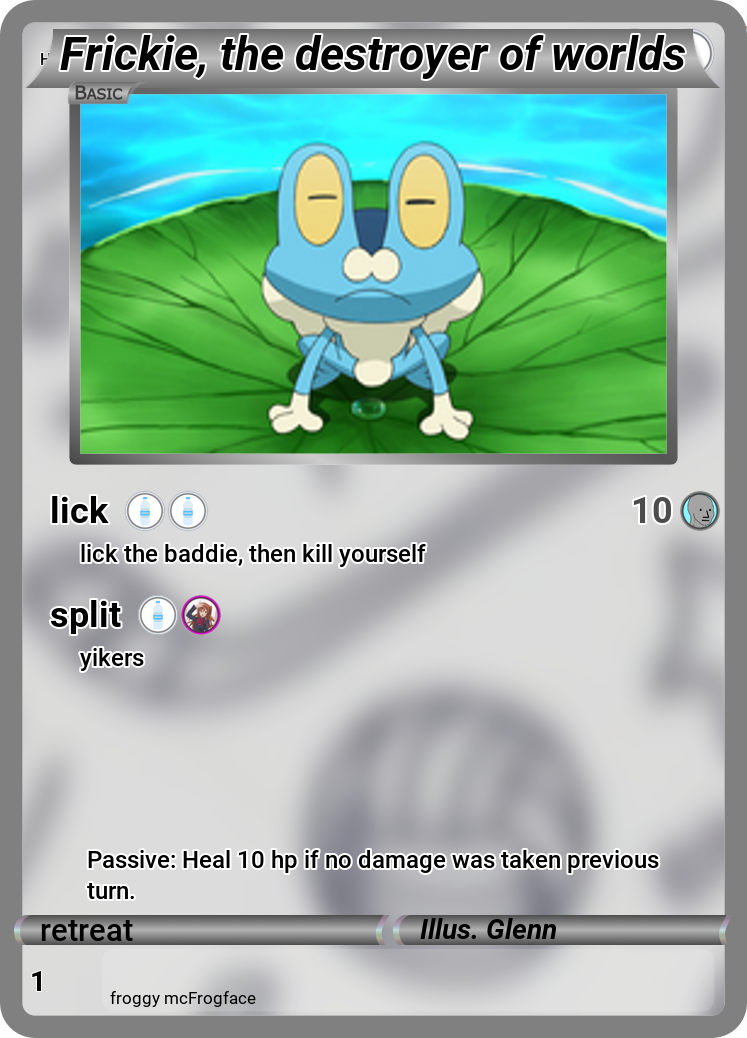 Frickie, the destroyer of worlds
BASIC
lick 10
lick the baddie, then kill yourself
split
yikers
Passive: Heal 10 hp if no damage was taken previous
turn.
retreat Illus. Glenn
1
froggy mcFrogface